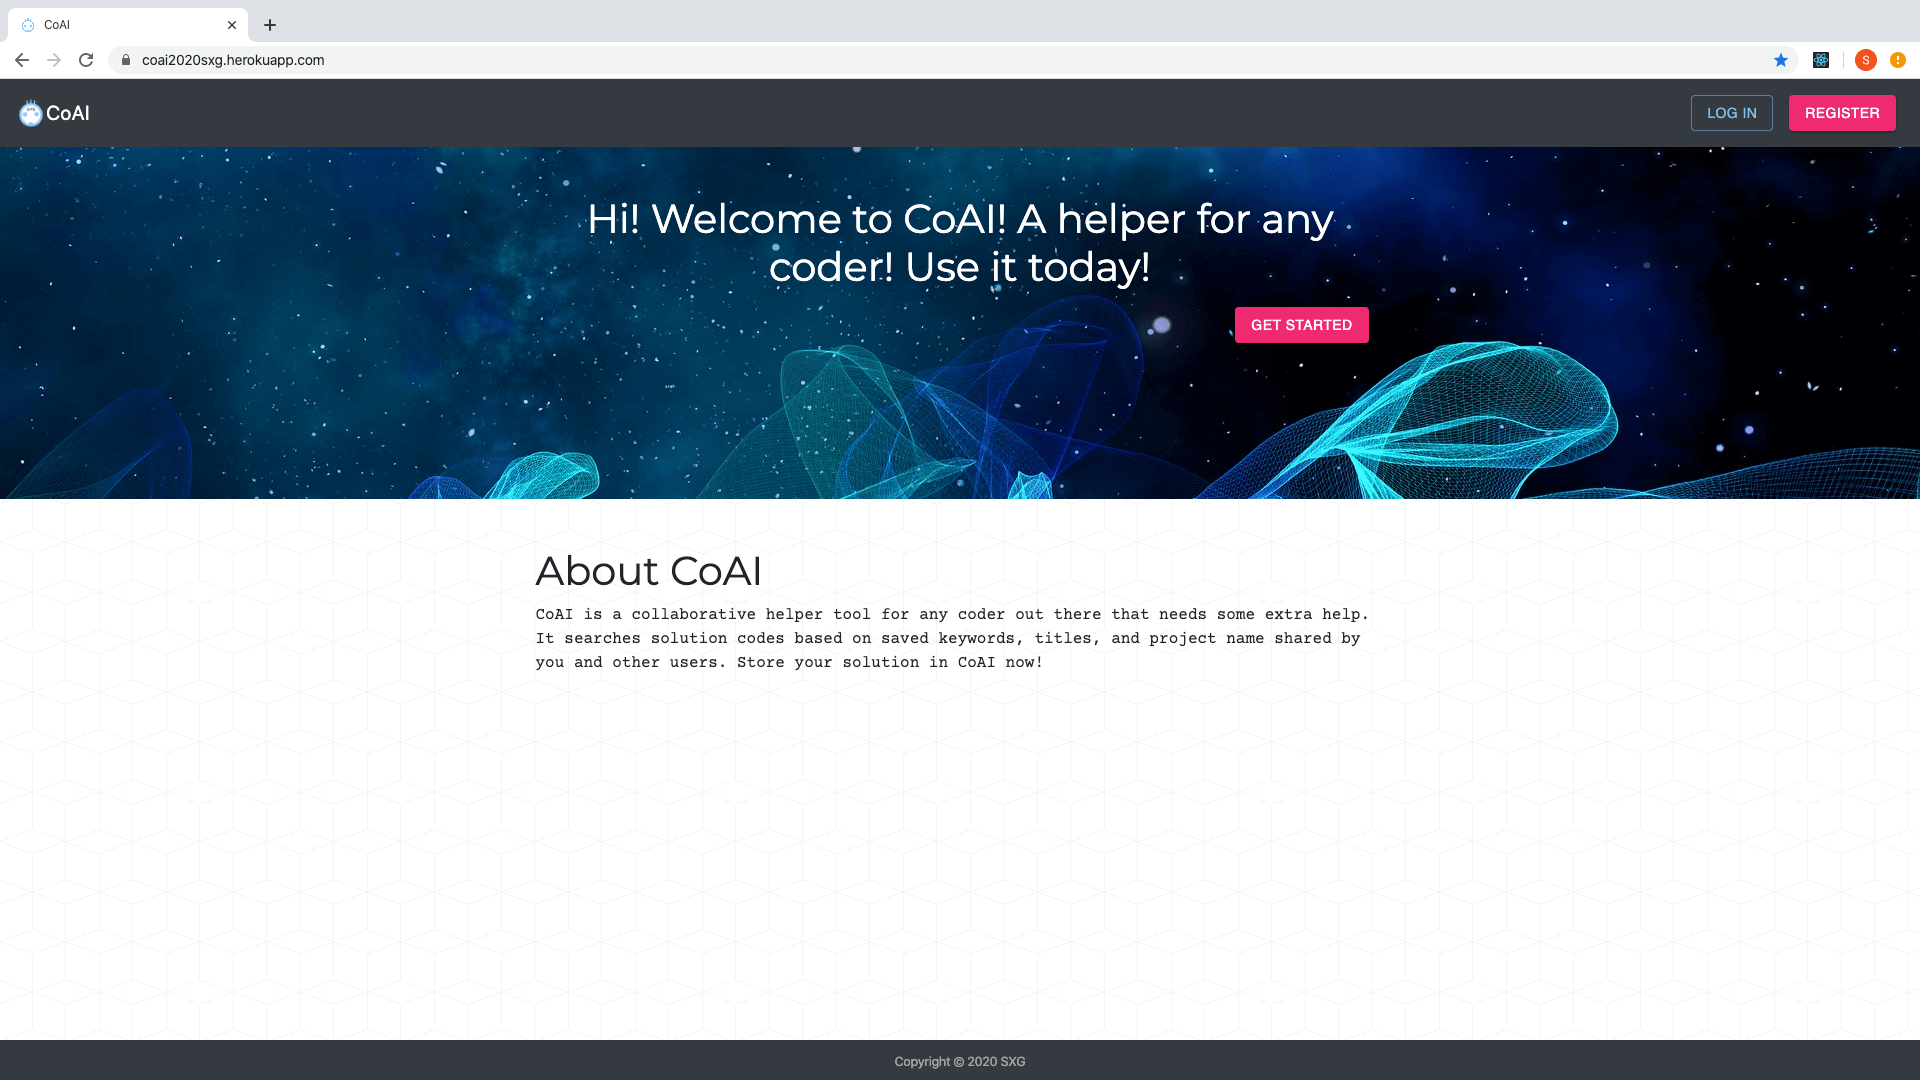 CoAI
coai2020sxg.herokuapp.com
S
CoAI
LOG IN
REGISTER
Hi! Welcome to CoAI! A helper for any
coder! Use it today!
GET STARTED
About CoAI
CoAI is a collaborative helper tool for any coder out there that needs some extra help.
It searches solution codes based on saved keywords, titles, and project name shared by
you and other users. Store your solution in CoAI now!
Copyright © 2020 SXG